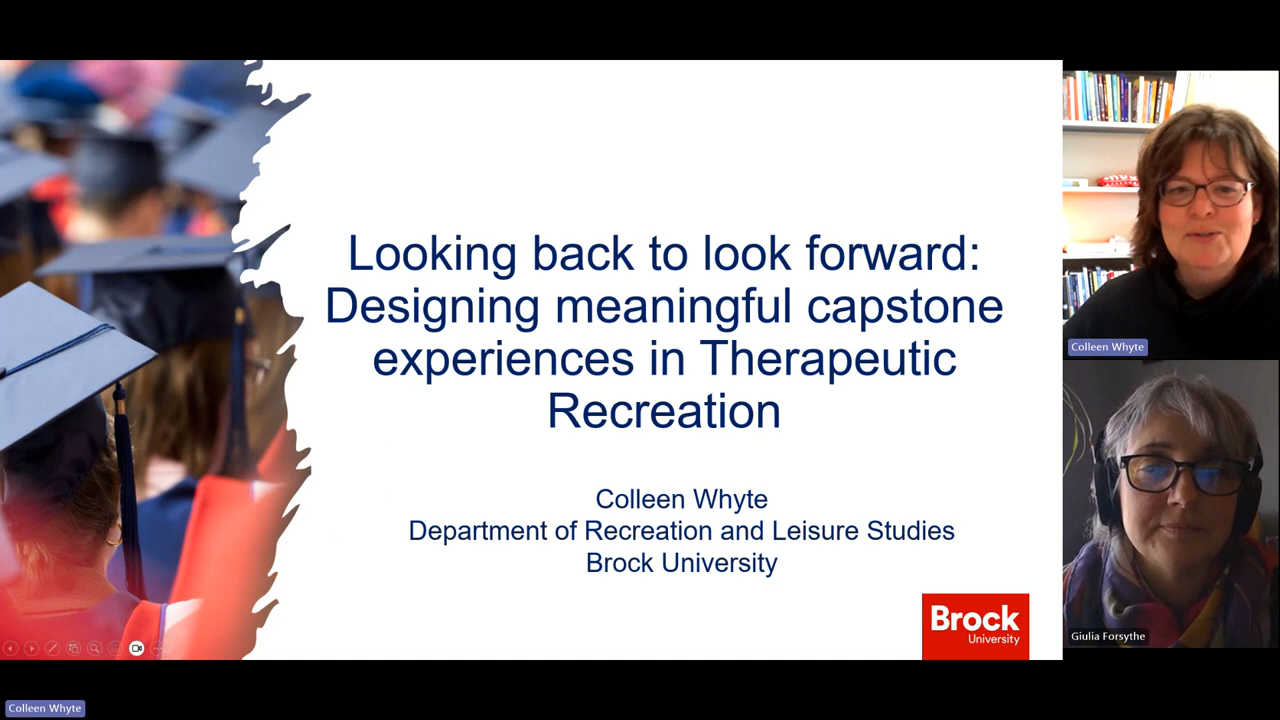 Looking back to look forward:
Designing meaningful capstone
experiences in Therapeutic
Recreation
Colleen Whyte
Department of Recreation and Leisure Studies
Brock University
Brock
University
Colleen Whyte
Giulia Forsythe
Colleen Whyte